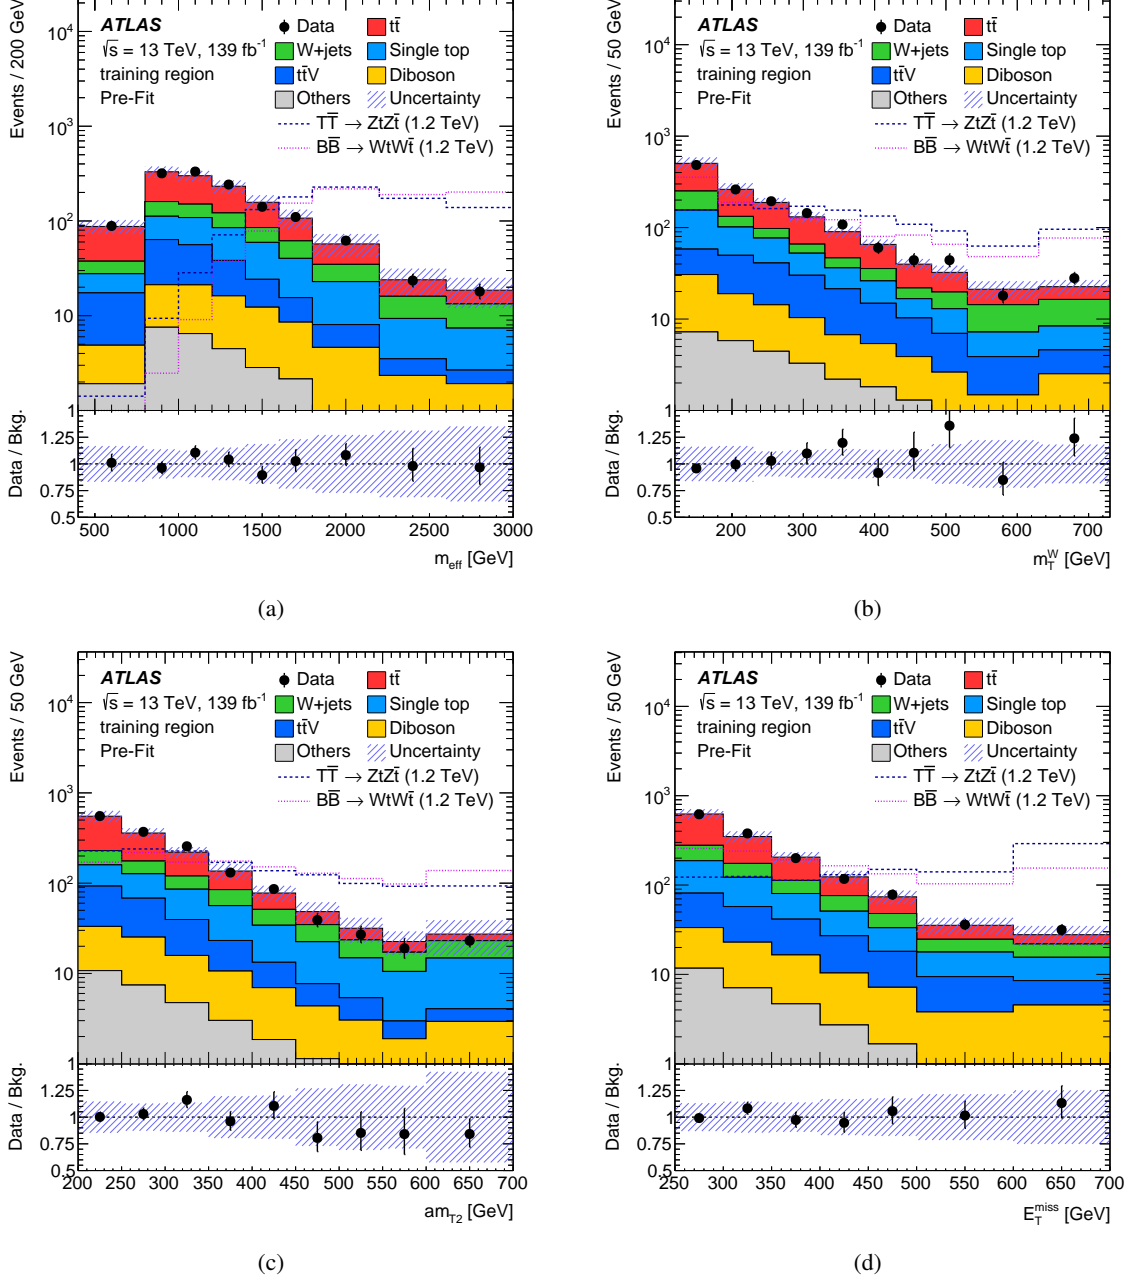 Events / 200 GeV
10⁴
10³
10²
10
1
ATLAS
√s = 13 TeV, 139 fb⁻¹
training region
Pre-Fit
Data
tt̄
W+jets
Single top
tt̄V
Diboson
Others
Uncertainty
TT̅ → ZtZt̄ (1.2 TeV)
BB̅ → WtWt̄ (1.2 TeV)
Data / Bkg.
1.25
1
0.75
0.5
500 1000 1500 2000 2500 3000
m_eff [GeV]
(a)
Events / 50 GeV
10⁴
10³
10²
10
1
ATLAS
√s = 13 TeV, 139 fb⁻¹
training region
Pre-Fit
Data
tt̄
W+jets
Single top
tt̄V
Diboson
Others
Uncertainty
TT̅ → ZtZt̄ (1.2 TeV)
BB̅ → WtWt̄ (1.2 TeV)
Data / Bkg.
1.25
1
0.75
0.5
200 300 400 500 600 700
m_T^W [GeV]
(b)
Events / 50 GeV
10⁴
10³
10²
10
1
ATLAS
√s = 13 TeV, 139 fb⁻¹
training region
Pre-Fit
Data
tt̄
W+jets
Single top
tt̄V
Diboson
Others
Uncertainty
TT̅ → ZtZt̄ (1.2 TeV)
BB̅ → WtWt̄ (1.2 TeV)
Data / Bkg.
1.25
1
0.75
0.5
200 250 300 350 400 450 500 550 600 650 700
am_T2 [GeV]
(c)
Events / 50 GeV
10⁴
10³
10²
10
1
ATLAS
√s = 13 TeV, 139 fb⁻¹
training region
Pre-Fit
Data
tt̄
W+jets
Single top
tt̄V
Diboson
Others
Uncertainty
TT̅ → ZtZt̄ (1.2 TeV)
BB̅ → WtWt̄ (1.2 TeV)
Data / Bkg.
1.25
1
0.75
0.5
250 300 350 400 450 500 550 600 650 700
E_T^miss [GeV]
(d)